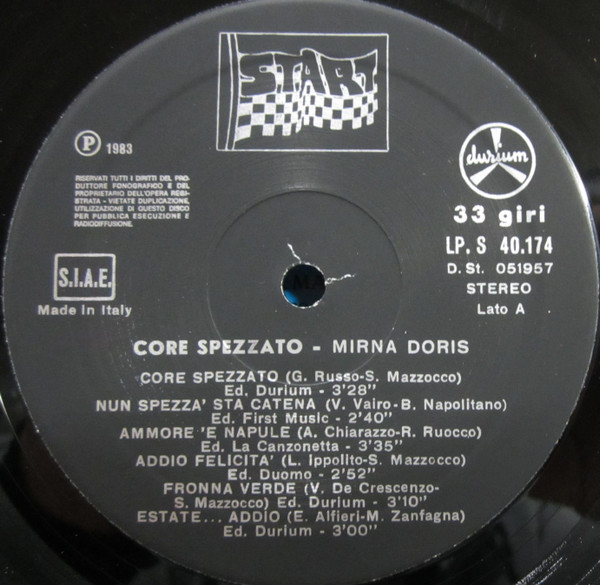 START
P 1983
RISERVATI TUTTI I DIRITTI DEL PRO-
DUTTORE FONOGRAFICO E DEL
PROPRIETARIO DELL'OPERA REGI-
STRATA - VIETATE DUPLICAZIONE,
UTILIZZAZIONE DI QUESTO DISCO
PER PUBBLICA ESECUZIONE E
RADIODIFFUSIONE.
durium
33 giri
LP. S 40.174
D. St. 051957
STEREO
Lato A
S.I.A.E.
Made in Italy
CORE SPEZZATO - MIRNA DORIS
CORE SPEZZATO (G. Russo-S. Mazzocco)
Ed. Durium - 3'28"
NUN SPEZZA' STA CATENA (V. Vairo-B. Napolitano)
Ed. First Music - 2'40"
AMMORE 'E NAPULE (A. Chiarazzo-R. Ruocco)
Ed. La Canzonetta - 3'35"
ADDIO FELICITA' (L. Ippolito-S. Mazzocco)
Ed. Duomo - 2'52"
FRONNA VERDE (V. De Crescenzo-
S. Mazzocco) Ed. Durium - 3'10"
ESTATE... ADDIO (E. Alfieri-M. Zanfagna)
Ed. Durium - 3'00"